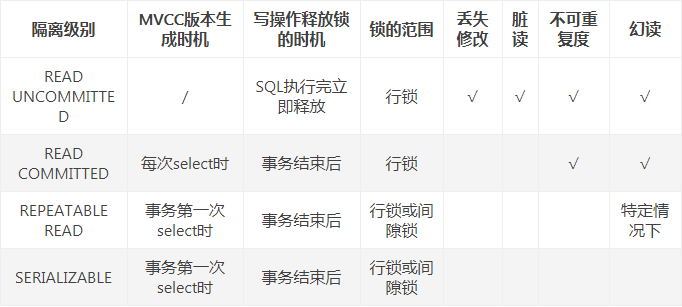 隔离级别 MVCC版本生成时机 写操作释放锁的时机 锁的范围 丢失修改 脏读 不可重复度 幻读
READ UNCOMMITTED / SQL执行完立即释放 行锁 √ √ √ √
READ COMMITTED 每次select时 事务结束后 行锁 √ √
REPEATABLE READ 事务第一次select时 事务结束后 行锁或间隙锁 特定情况下
SERIALIZABLE 事务第一次select时 事务结束后 行锁或间隙锁